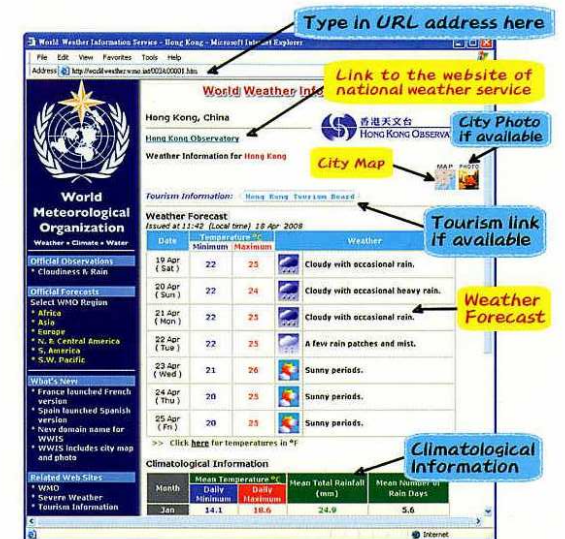 Type in URL address here
World Weather Information Service - Hong Kong - Microsoft Internet Explorer
File Edit View Favorites Tools Help
Address
Link to the website of
national weather service
World Weather Info
Hong Kong, China
香港天文台
HONG KONG OBSERVA
Hong Kong Observatory
City Photo
if available
Weather Information for Hong Kong
City Map
MAP PHOTO
World
Meteorological
Organization
Weather • Climate • Water
Tourism Information: Hong Kong Tourism Board
Tourism link
if available
Weather Forecast
Issued at 11:42 (Local time) 18 Apr 2008
Date Temperature °C Weather
Minimum Maximum
19 Apr
(Sat) 22 25 Cloudy with occasional rain.
20 Apr
(Sun) 22 24 Cloudy with occasional heavy rain.
21 Apr
(Mon) 22 25 Cloudy with occasional rain.
22 Apr
(Tue) 22 25 A few rain patches and mist.
23 Apr
(Wed) 21 26 Sunny periods.
24 Apr
(Thu) 20 25 Sunny periods.
25 Apr
(Fri) 20 25 Sunny periods.
Weather
Forecast
>> Click here for temperatures in °F
Official Observations
* Cloudiness & Rain
Official Forecasts
Select WMO Region
* Africa
* Asia
* Europe
* N. & Central America
* S. America
* S.W. Pacific
What's New
* France launched French
version
* Spain launched Spanish
version
* New domain name for
WWIS
* WWIS includes city map
and photo
Related Web Sites
* WMO
* Severe Weather
* Tourism Information
Climatological
Information
Climatological Information
Month Mean Temperature °C Mean Total Rainfall
(mm) Mean Number of
Rain Days
Daily
Minimum Daily
Maximum
Jan 14.1 18.6 24.9 5.6
Internet